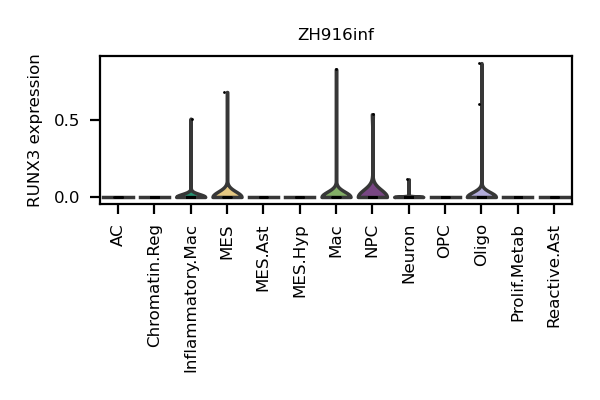 ZH916inf
RUNX3 expression
0.5
0.0
AC
Chromatin.Reg
Inflammatory.Mac
MES
MES.Ast
MES.Hyp
Mac
NPC
Neuron
OPC
Oligo
Prolif.Metab
Reactive.Ast